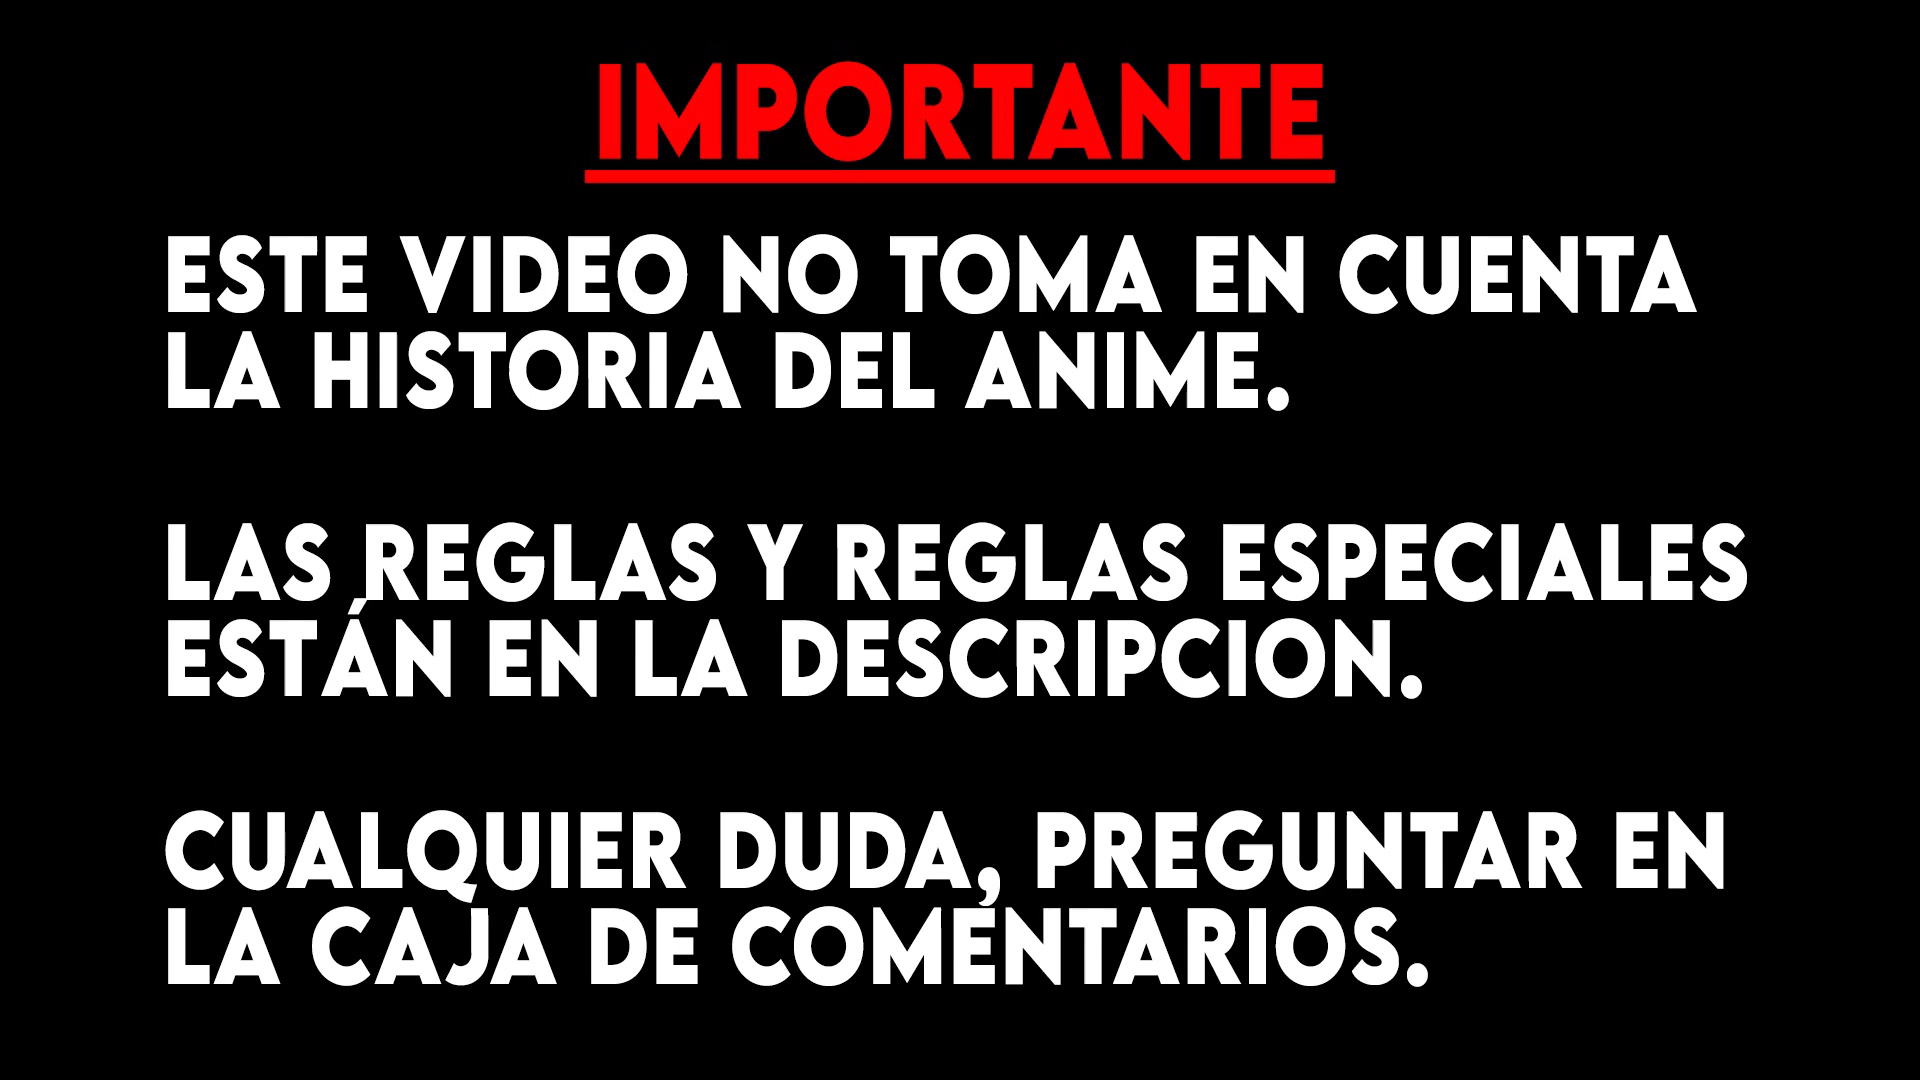 IMPORTANTE
ESTE VIDEO NO TOMA EN CUENTA
LA HISTORIA DEL ANIME.
LAS REGLAS Y REGLAS ESPECIALES
ESTÁN EN LA DESCRIPCION.
CUALQUIER DUDA, PREGUNTAR EN
LA CAJA DE COMENTARIOS.